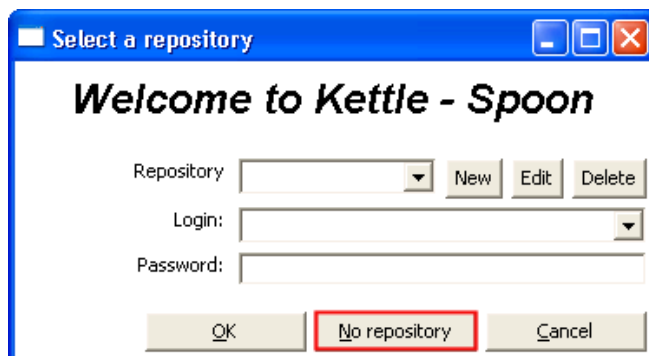 Select a repository
Welcome to Kettle - Spoon
Repository New Edit Delete
Login:
Password:
OK No repository Cancel